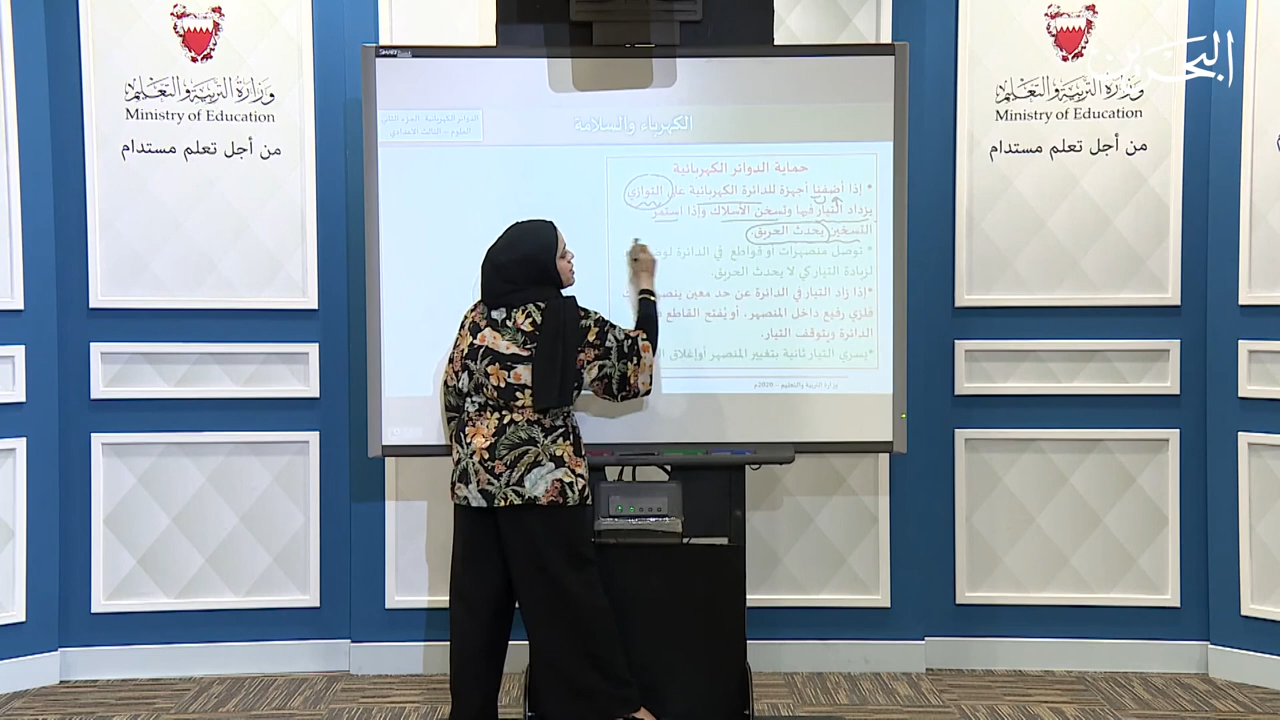 وزارة التربية والتعليم
Ministry of Education
من أجل تعلم مستدام
وزارة التربية والتعليم
Ministry of Education
من أجل تعلم مستدام
البحرين
SMART
الكهرباء والسلامة
الدوائر الكهربائية الجزء الثاني
العلوم – الثالث الاعدادي
حماية الدوائر الكهربائية
* إذا أضفنا أجهزة للدائرة الكهربائية على التوازي
يزداد التيار فيها وتسخن الأسلاك وإذا استمر
التسخين يحدث الحريق.
* توصل منصهرات أو قواطع في الدائرة
لزيادة التيار كي لا يحدث الحريق.
*إذا زاد التيار في الدائرة عن حد معين
فلزي رفيع داخل المنصهر، أو يُفتح القاطع
الدائرة ويتوقف التيار.
*يسري التيار ثانية بتغيير المنصهر أو إغلاق
وزارة التربية والتعليم – 2020م